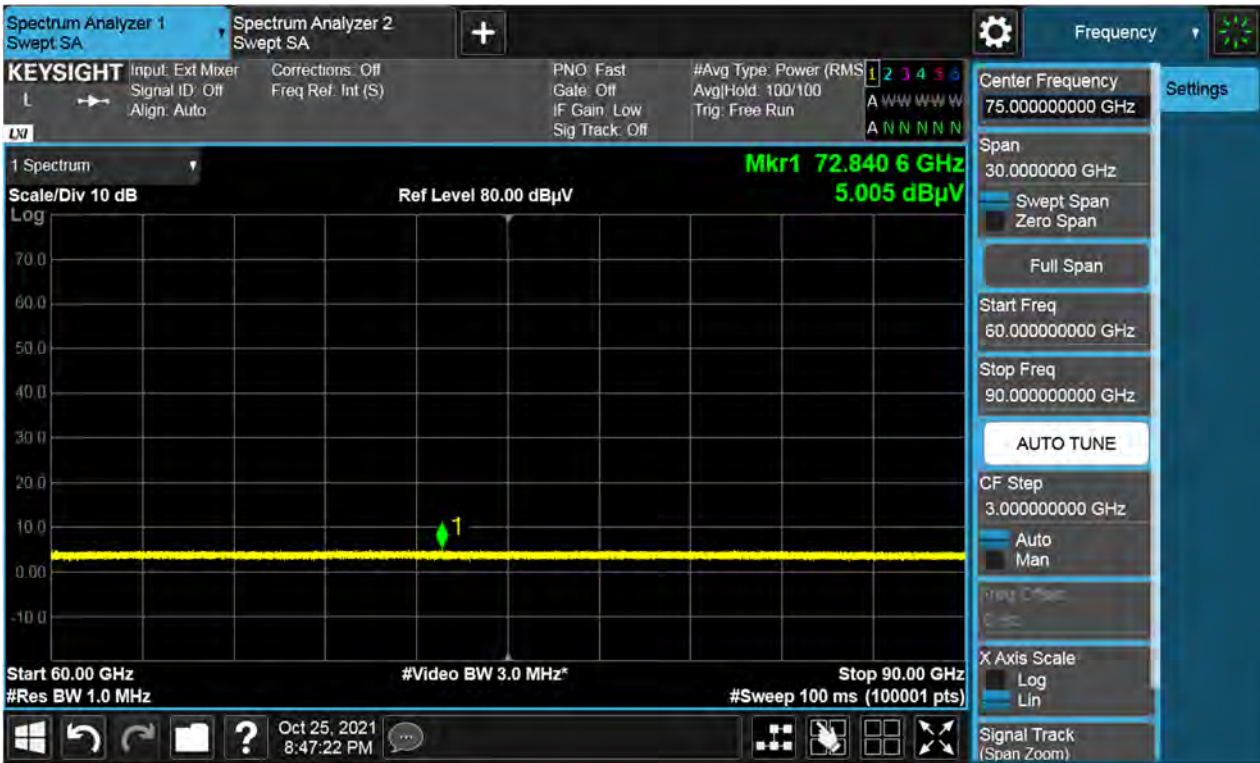 Spectrum Analyzer 1
Swept SA
Spectrum Analyzer 2
Swept SA
+
Frequency
KEYSIGHT
L
LXI
Input: Ext Mixer
Signal ID: Off
Align: Auto
Corrections: Off
Freq Ref: Int (S)
PNO: Fast
Gate: Off
IF Gain: Low
Sig Track: Off
#Avg Type: Power (RMS
Avg|Hold: 100/100
Trig: Free Run
1 2 3 4 5 6
A W W W W W
A N N N N N
1 Spectrum
Scale/Div 10 dB
Log
Ref Level 80.00 dBµV
Mkr1 72.840 6 GHz
5.005 dBµV
70.0
60.0
50.0
40.0
30.0
20.0
10.0
0.00
-10.0
1
Start 60.00 GHz
#Res BW 1.0 MHz
#Video BW 3.0 MHz*
Stop 90.00 GHz
#Sweep 100 ms (100001 pts)
?
Oct 25, 2021
8:47:22 PM
Center Frequency
75.000000000 GHz
Settings
Span
30.0000000 GHz
Swept Span
Zero Span
Full Span
Start Freq
60.000000000 GHz
Stop Freq
90.000000000 GHz
AUTO TUNE
CF Step
3.000000000 GHz
Auto
Man
Freq Offset
X Axis Scale
Log
Lin
Signal Track
(Span Zoom)